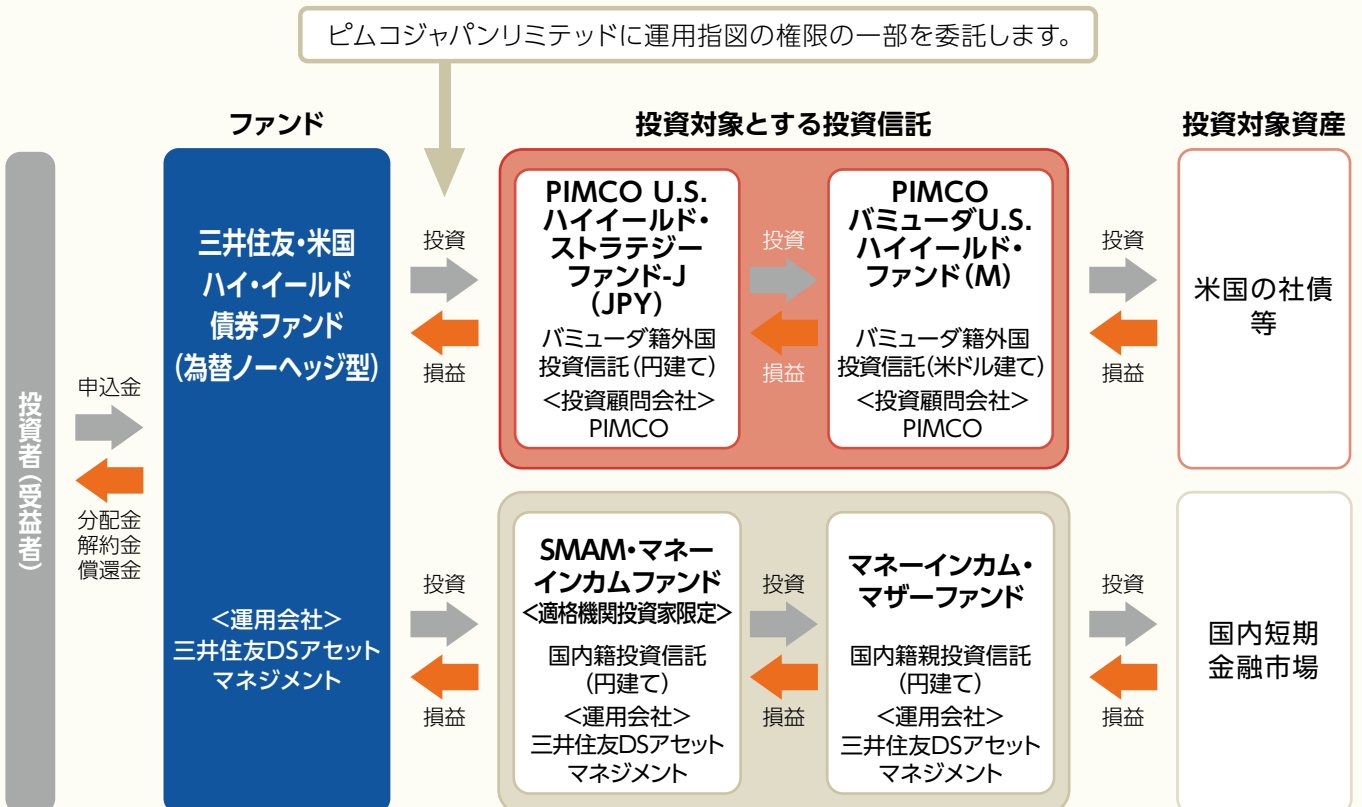 ピムコジャパンリミテッドに運用指図の権限の一部を委託します。
ファンド
投資対象とする投資信託
投資対象資産
投資者(受益者)
申込金
分配金
解約金
償還金
三井住友・米国
ハイ・イールド
債券ファンド
(為替ノーヘッジ型)
<運用会社>
三井住友DSアセット
マネジメント
投資
損益
PIMCO U.S.
ハイイールド・
ストラテジー
ファンド-J
(JPY)
バミューダ籍外国
投資信託(円建て)
<投資顧問会社>
PIMCO
投資
損益
PIMCO
バミューダU.S.
ハイイールド・
ファンド(M)
バミューダ籍外国
投資信託(米ドル建て)
<投資顧問会社>
PIMCO
投資
損益
米国の社債
等
投資
損益
SMAM・マネー
インカムファンド
<適格機関投資家限定>
国内籍投資信託
(円建て)
<運用会社>
三井住友DSアセット
マネジメント
投資
損益
マネーインカム・
マザーファンド
国内籍親投資信託
(円建て)
<運用会社>
三井住友DSアセット
マネジメント
投資
損益
国内短期
金融市場